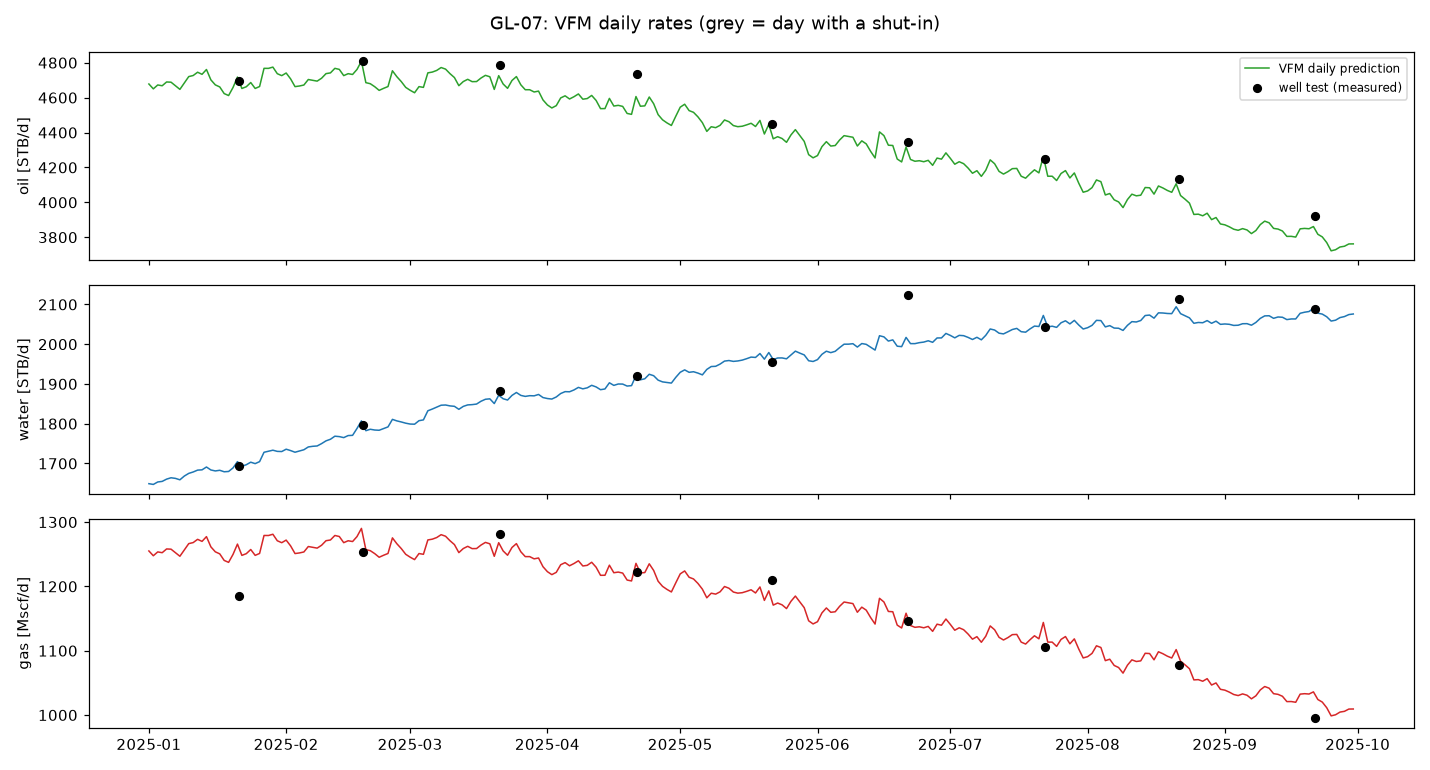 GL-07: VFM daily rates (grey = day with a shut-in)
oil [STB/d]
4800
4600
4400
4200
4000
3800
VFM daily prediction
well test (measured)
water [STB/d]
2100
2000
1900
1800
1700
gas [Mscf/d]
1300
1200
1100
1000
2025-01 2025-02 2025-03 2025-04 2025-05 2025-06 2025-07 2025-08 2025-09 2025-10